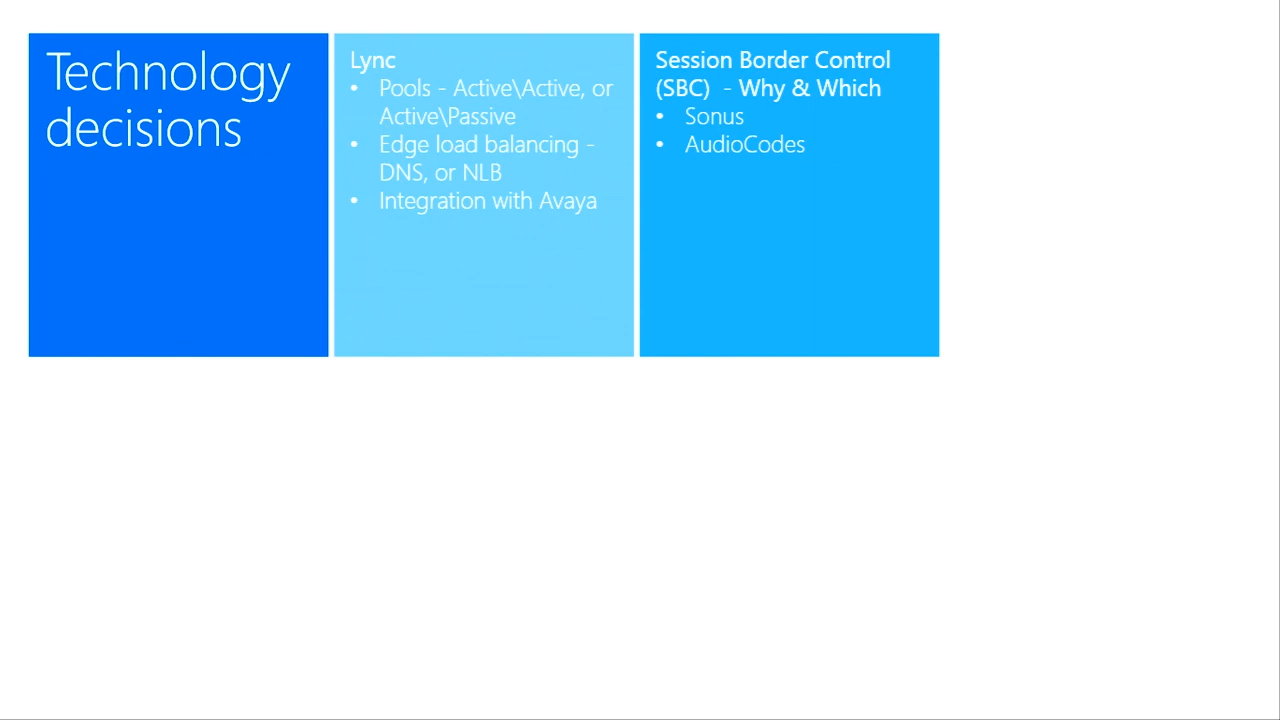 Technology
decisions
Lync
• Pools - Active\Active, or
Active\Passive
• Edge load balancing -
DNS, or NLB
• Integration with Avaya
Session Border Control
(SBC)  - Why & Which
• Sonus
• AudioCodes